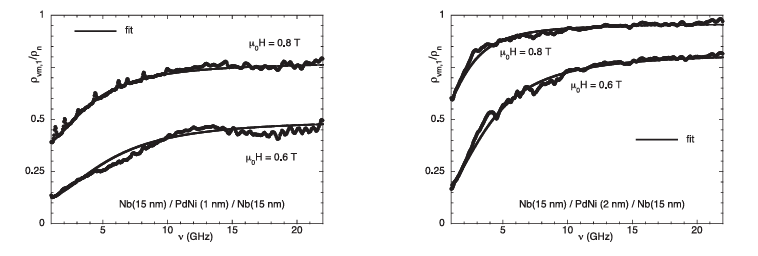 1
0.75
0.5
0.25
0
ρvm,1/ρn
fit
μ0H = 0.8 T
μ0H = 0.6 T
Nb(15 nm) / PdNi (1 nm) / Nb(15 nm)
5
10
15
20
ν (GHz)
1
0.75
0.5
0.25
0
ρvm,1/ρn
μ0H = 0.8 T
μ0H = 0.6 T
fit
Nb(15 nm) / PdNi (2 nm) / Nb(15 nm)
5
10
15
20
ν (GHz)